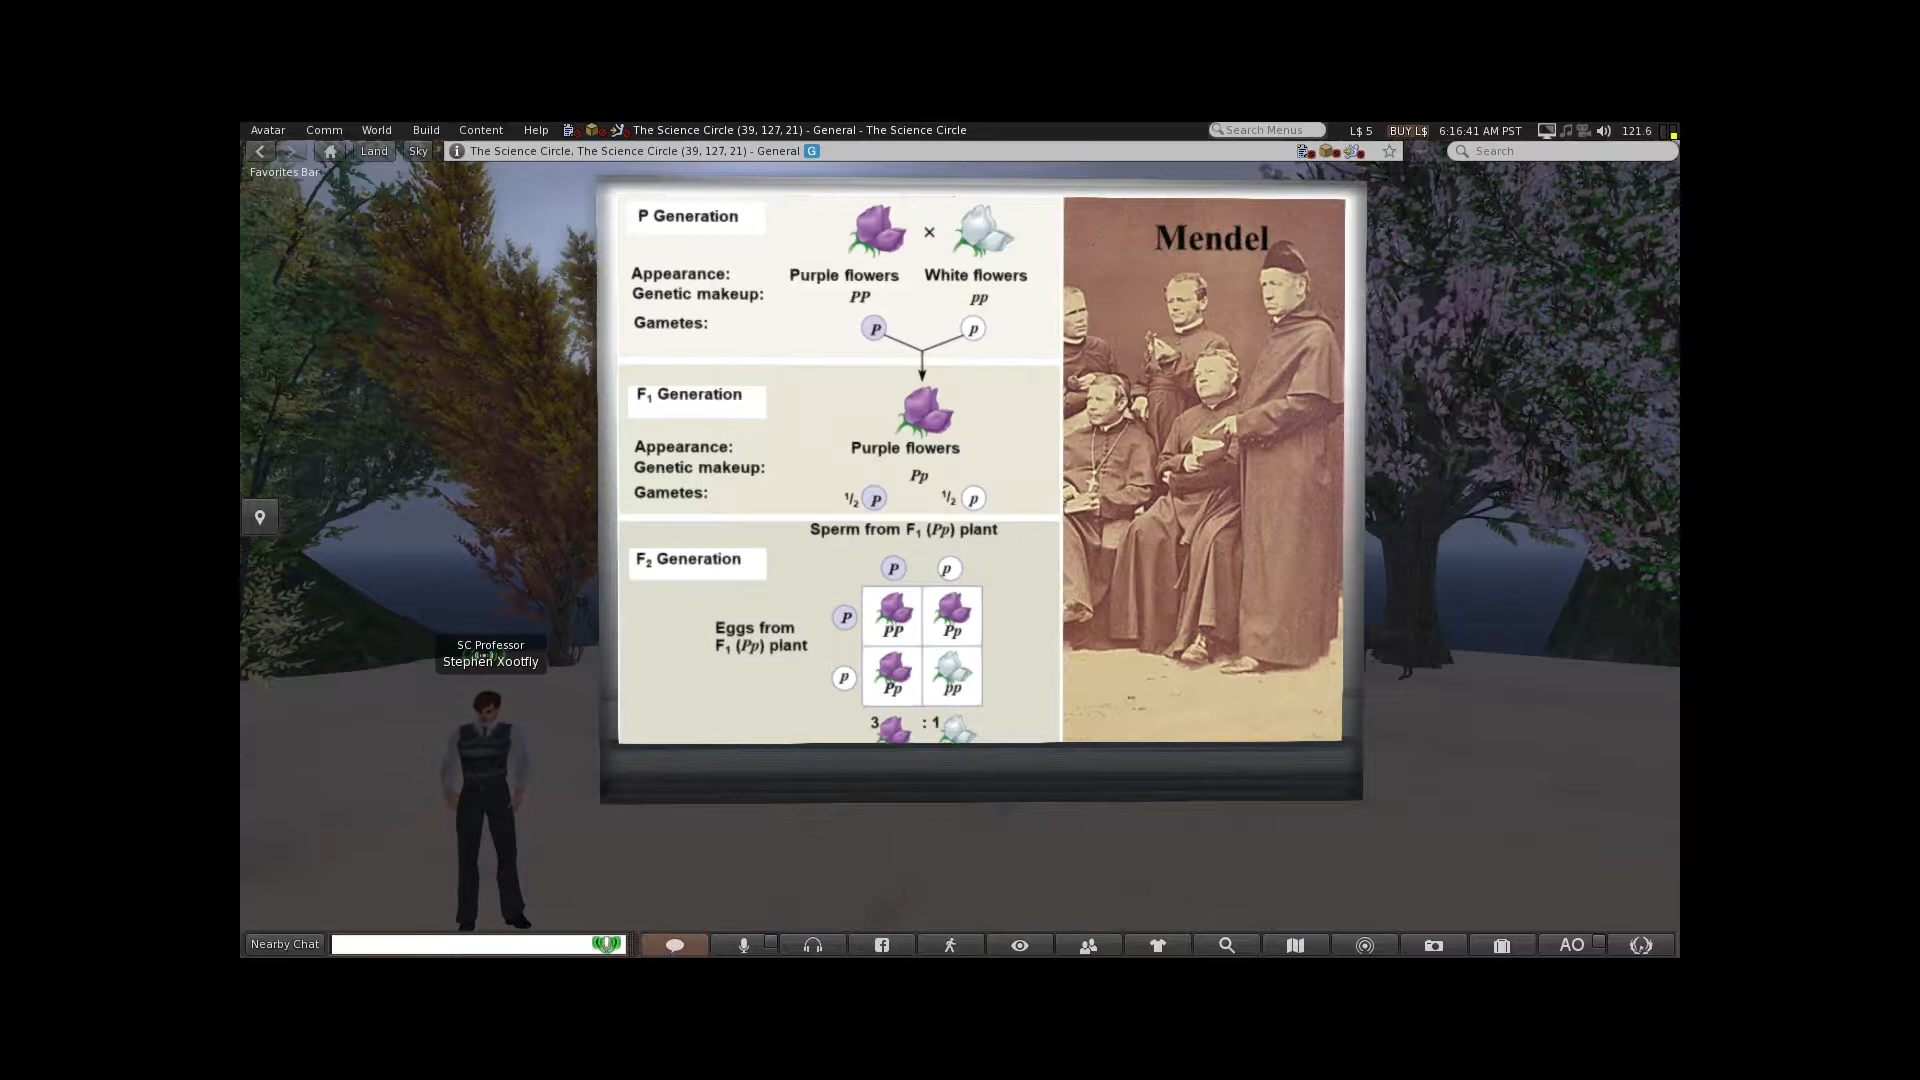 Avatar Comm World Build Content Help The Science Circle (39, 127, 21) - General - The Science Circle Search Menus L$ 5 BUY L$ 6:16:41 AM PST 121.6
Land Sky The Science Circle, The Science Circle (39, 127, 21) - General G Search
Favorites Bar
P Generation
×
Mendel
Appearance: Purple flowers White flowers
Genetic makeup: PP pp
Gametes: P p
F1 Generation
Appearance: Purple flowers
Genetic makeup: Pp
Gametes: 1/2 P 1/2 p
Sperm from F1 (Pp) plant
F2 Generation
P p
P PP Pp
Eggs from
F1 (Pp) plant
p Pp pp
3 : 1
SC Professor
Stephen Xootfly
Nearby Chat AO